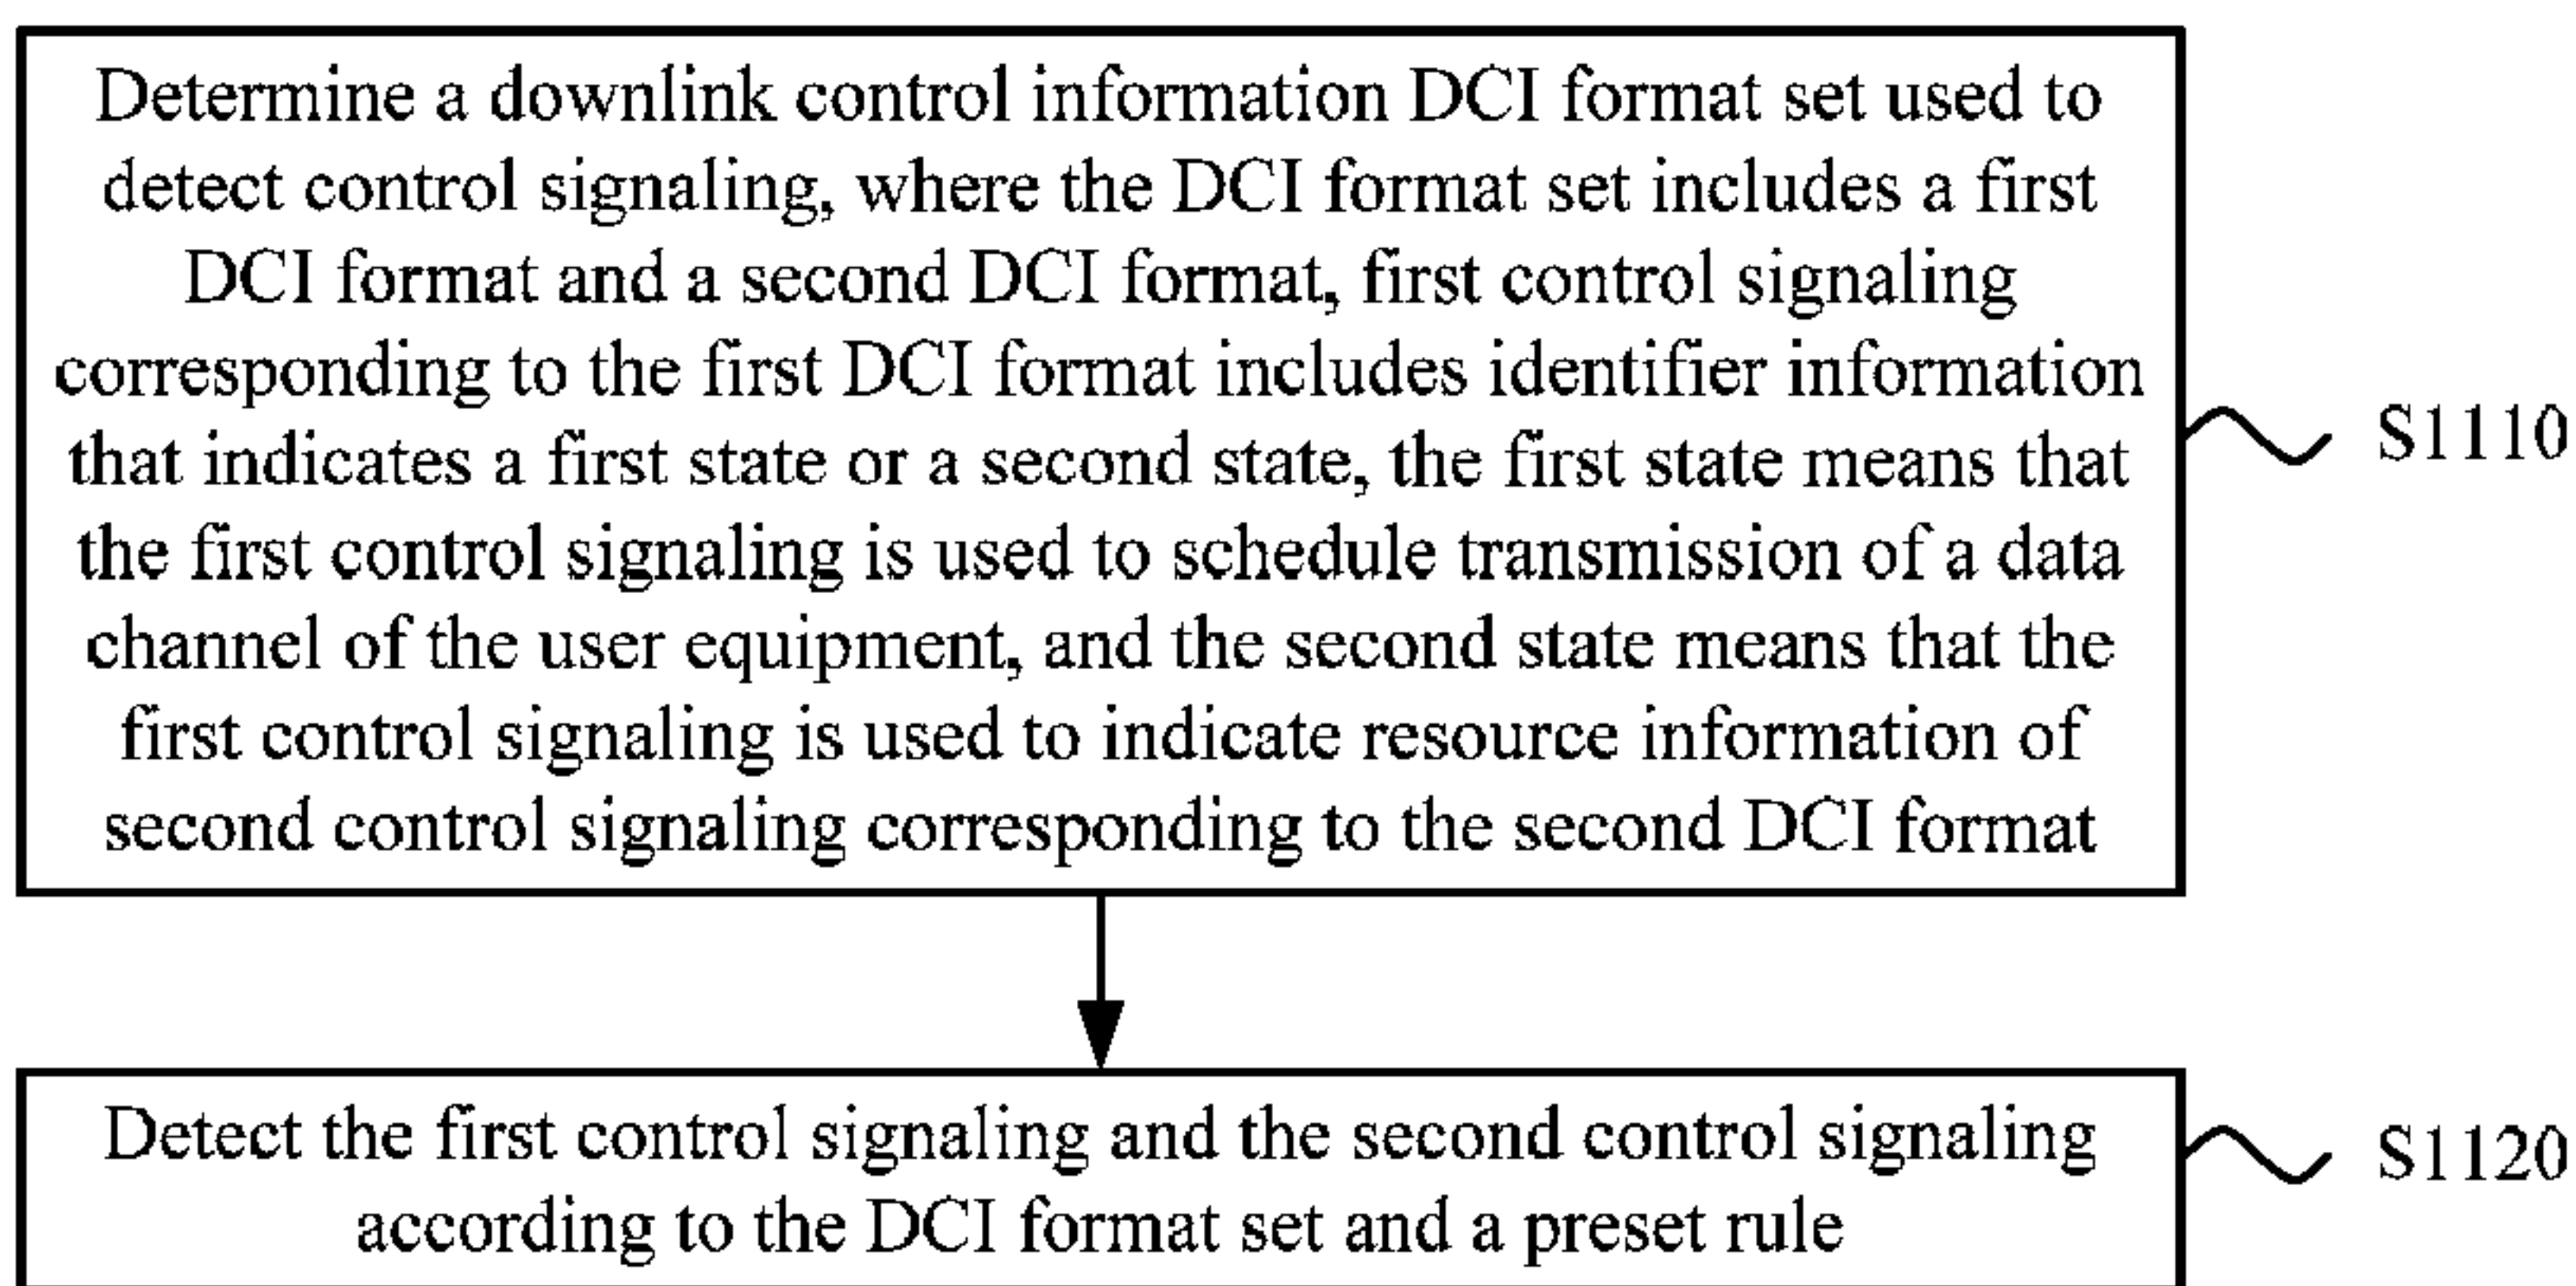 Determine a downlink control information DCI format set used to
detect control signaling, where the DCI format set includes a first
DCI format and a second DCI format, first control signaling
corresponding to the first DCI format includes identifier information
that indicates a first state or a second state, the first state means that
the first control signaling is used to schedule transmission of a data
channel of the user equipment, and the second state means that the
first control signaling is used to indicate resource information of
second control signaling corresponding to the second DCI format
S1110
Detect the first control signaling and the second control signaling
according to the DCI format set and a preset rule
S1120